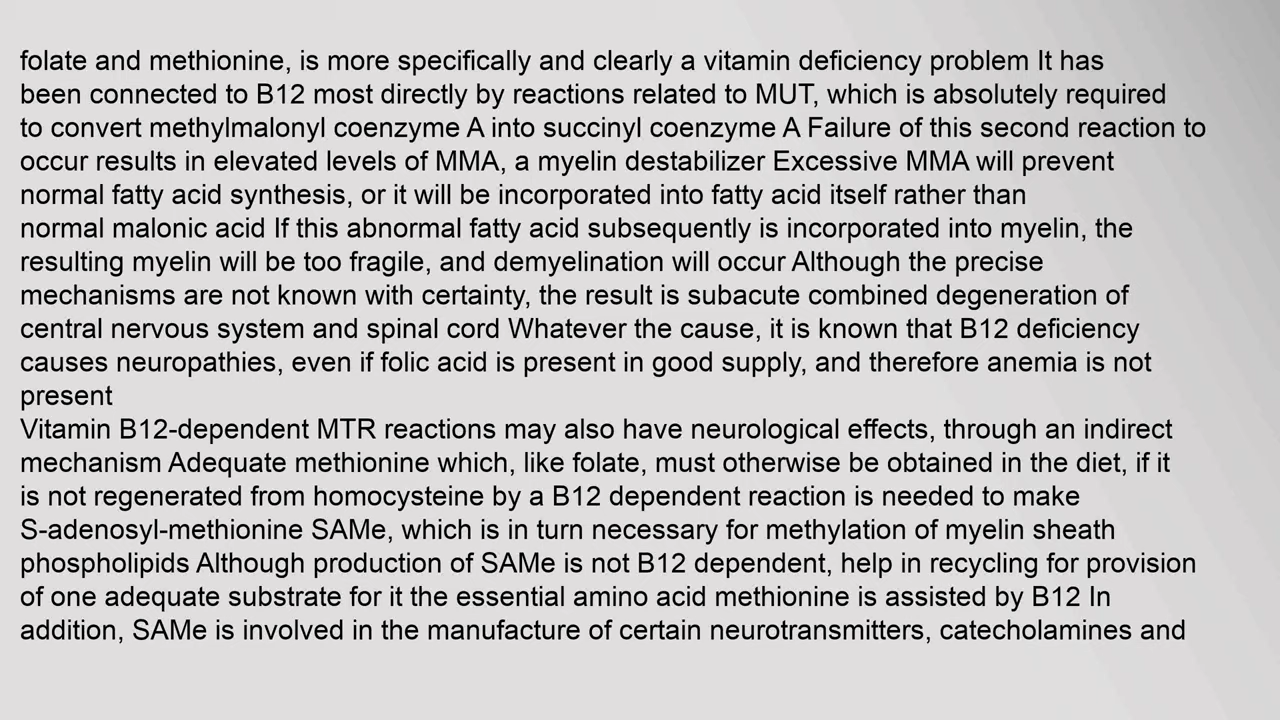 folate and methionine, is more specifically and clearly a vitamin deficiency problem It has
been connected to B12 most directly by reactions related to MUT, which is absolutely required
to convert methylmalonyl coenzyme A into succinyl coenzyme A Failure of this second reaction to
occur results in elevated levels of MMA, a myelin destabilizer Excessive MMA will prevent
normal fatty acid synthesis, or it will be incorporated into fatty acid itself rather than
normal malonic acid If this abnormal fatty acid subsequently is incorporated into myelin, the
resulting myelin will be too fragile, and demyelination will occur Although the precise
mechanisms are not known with certainty, the result is subacute combined degeneration of
central nervous system and spinal cord Whatever the cause, it is known that B12 deficiency
causes neuropathies, even if folic acid is present in good supply, and therefore anemia is not
present
Vitamin B12-dependent MTR reactions may also have neurological effects, through an indirect
mechanism Adequate methionine which, like folate, must otherwise be obtained in the diet, if it
is not regenerated from homocysteine by a B12 dependent reaction is needed to make
S-adenosyl-methionine SAMe, which is in turn necessary for methylation of myelin sheath
phospholipids Although production of SAMe is not B12 dependent, help in recycling for provision
of one adequate substrate for it the essential amino acid methionine is assisted by B12 In
addition, SAMe is involved in the manufacture of certain neurotransmitters, catecholamines and